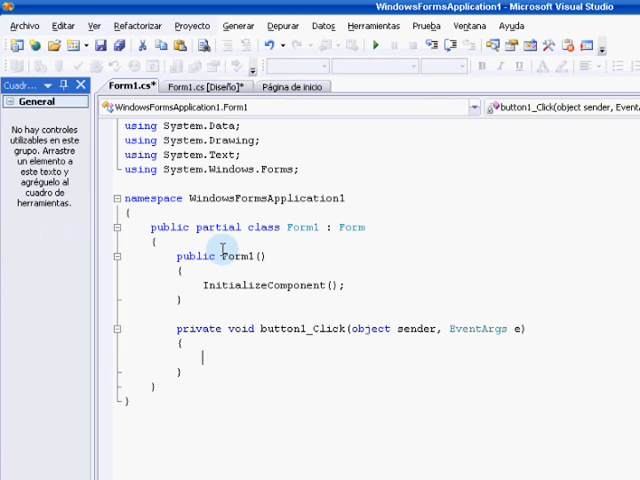 WindowsFormsApplication1 - Microsoft Visual Studio
Archivo Editar Ver Refactorizar Proyecto Generar Depurar Datos Herramientas Prueba Ventana Ayuda
Cuadr...
General
No hay controles
utilizables en este
grupo. Arrastre
un elemento a
este texto y
agréguelo al
cuadro de
herramientas.
Form1.cs* Form1.cs [Diseño]* Página de inicio
WindowsFormsApplication1.Form1 button1_Click(object sender, EventA
using System.Data;
using System.Drawing;
using System.Text;
using System.Windows.Forms;
namespace WindowsFormsApplication1
{
public partial class Form1 : Form
{
public Form1()
{
InitializeComponent();
}
private void button1_Click(object sender, EventArgs e)
{
}
}
}